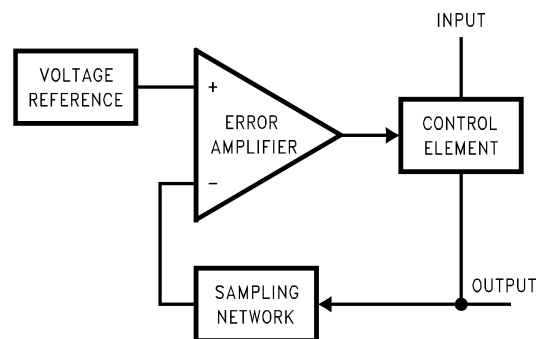 INPUT
VOLTAGE
REFERENCE
+
ERROR
AMPLIFIER
−
CONTROL
ELEMENT
SAMPLING
NETWORK
OUTPUT